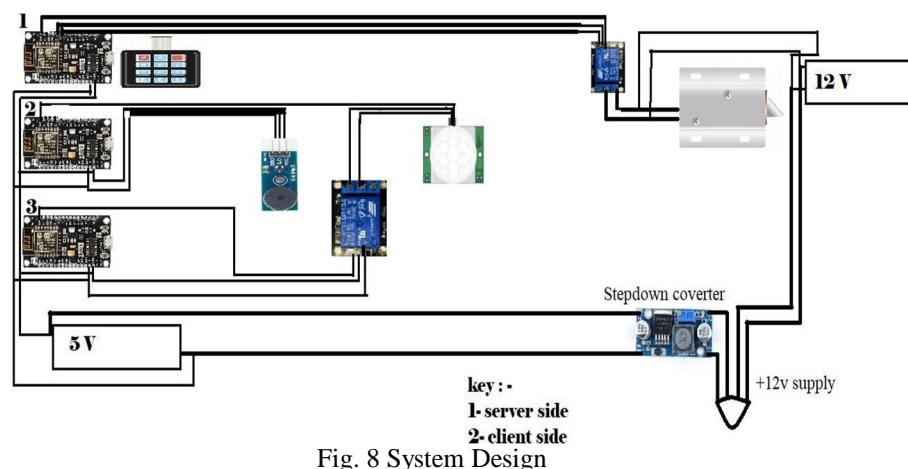 1
12 V
2
3
Stepdown coverter
5 V
+12v supply
key : -
1- server side
2- client side
Fig. 8 System Design